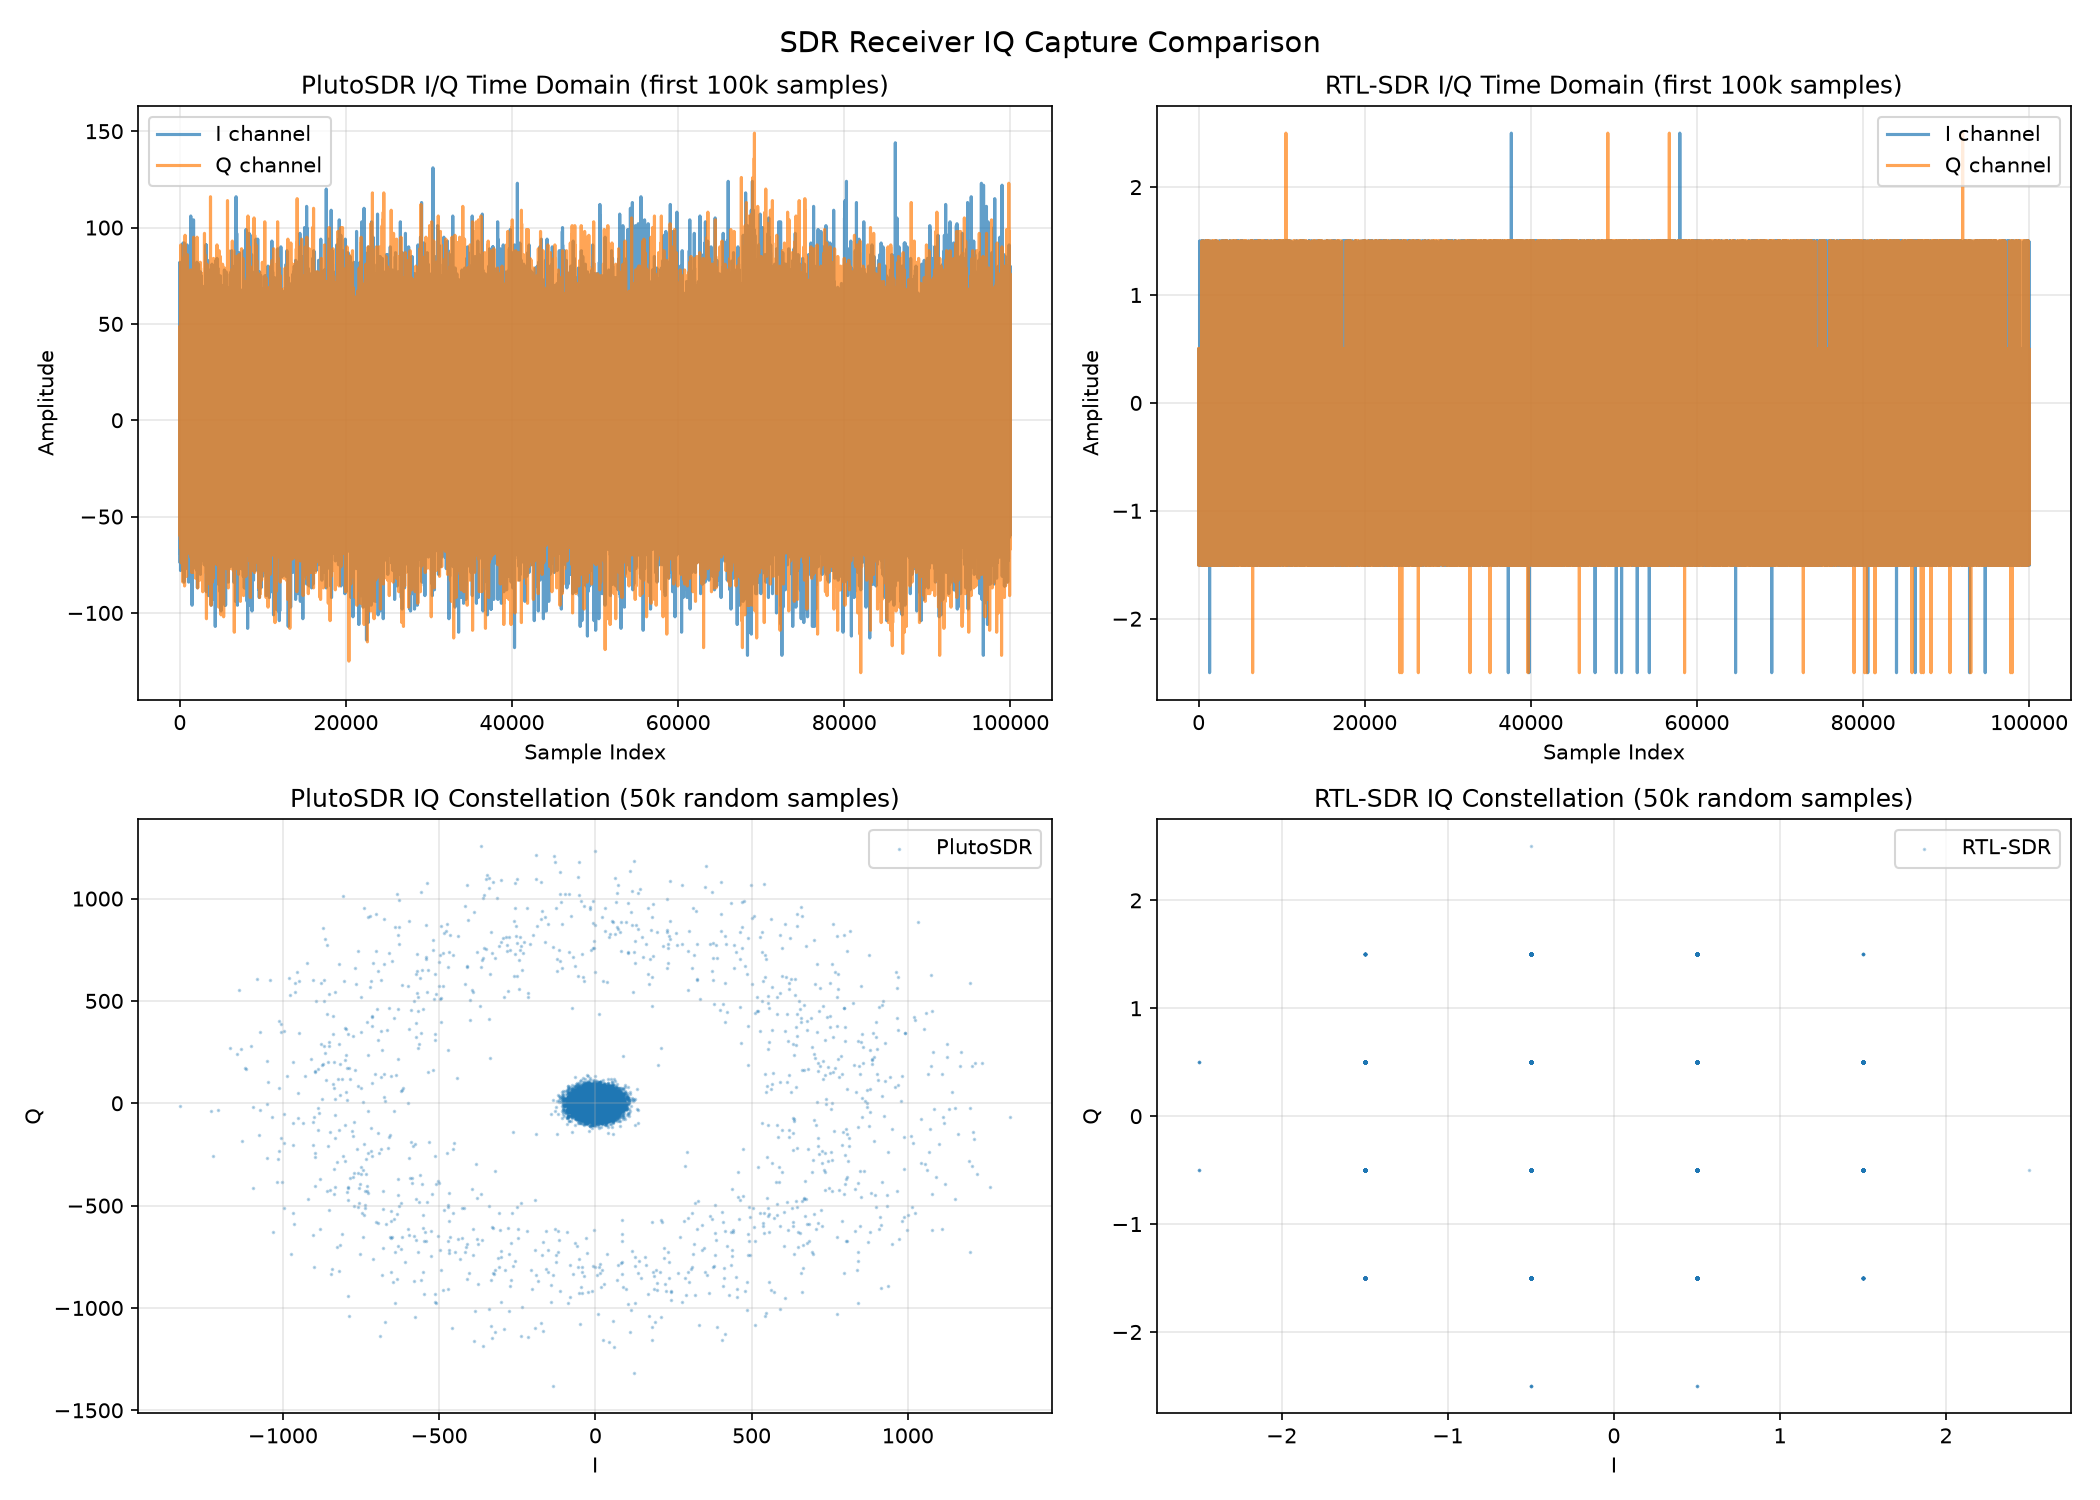 SDR Receiver IQ Capture Comparison
PlutoSDR I/Q Time Domain (first 100k samples)
I channel
Q channel
150
100
50
0
−50
−100
Amplitude
0
20000
40000
60000
80000
100000
Sample Index
RTL-SDR I/Q Time Domain (first 100k samples)
I channel
Q channel
2
1
0
−1
−2
Amplitude
0
20000
40000
60000
80000
100000
Sample Index
PlutoSDR IQ Constellation (50k random samples)
PlutoSDR
1000
500
0
−500
−1000
−1500
Q
−1000
−500
0
500
1000
I
RTL-SDR IQ Constellation (50k random samples)
RTL-SDR
2
1
0
−1
−2
Q
−2
−1
0
1
2
I